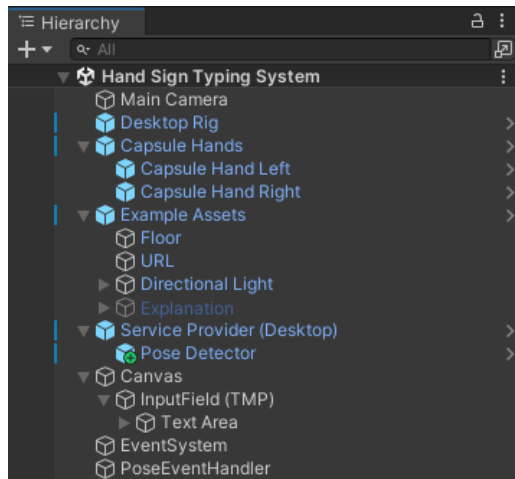 Hierarchy
All
Hand Sign Typing System
Main Camera
Desktop Rig
Capsule Hands
Capsule Hand Left
Capsule Hand Right
Example Assets
Floor
URL
Directional Light
Explanation
Service Provider (Desktop)
Pose Detector
Canvas
InputField (TMP)
Text Area
EventSystem
PoseEventHandler